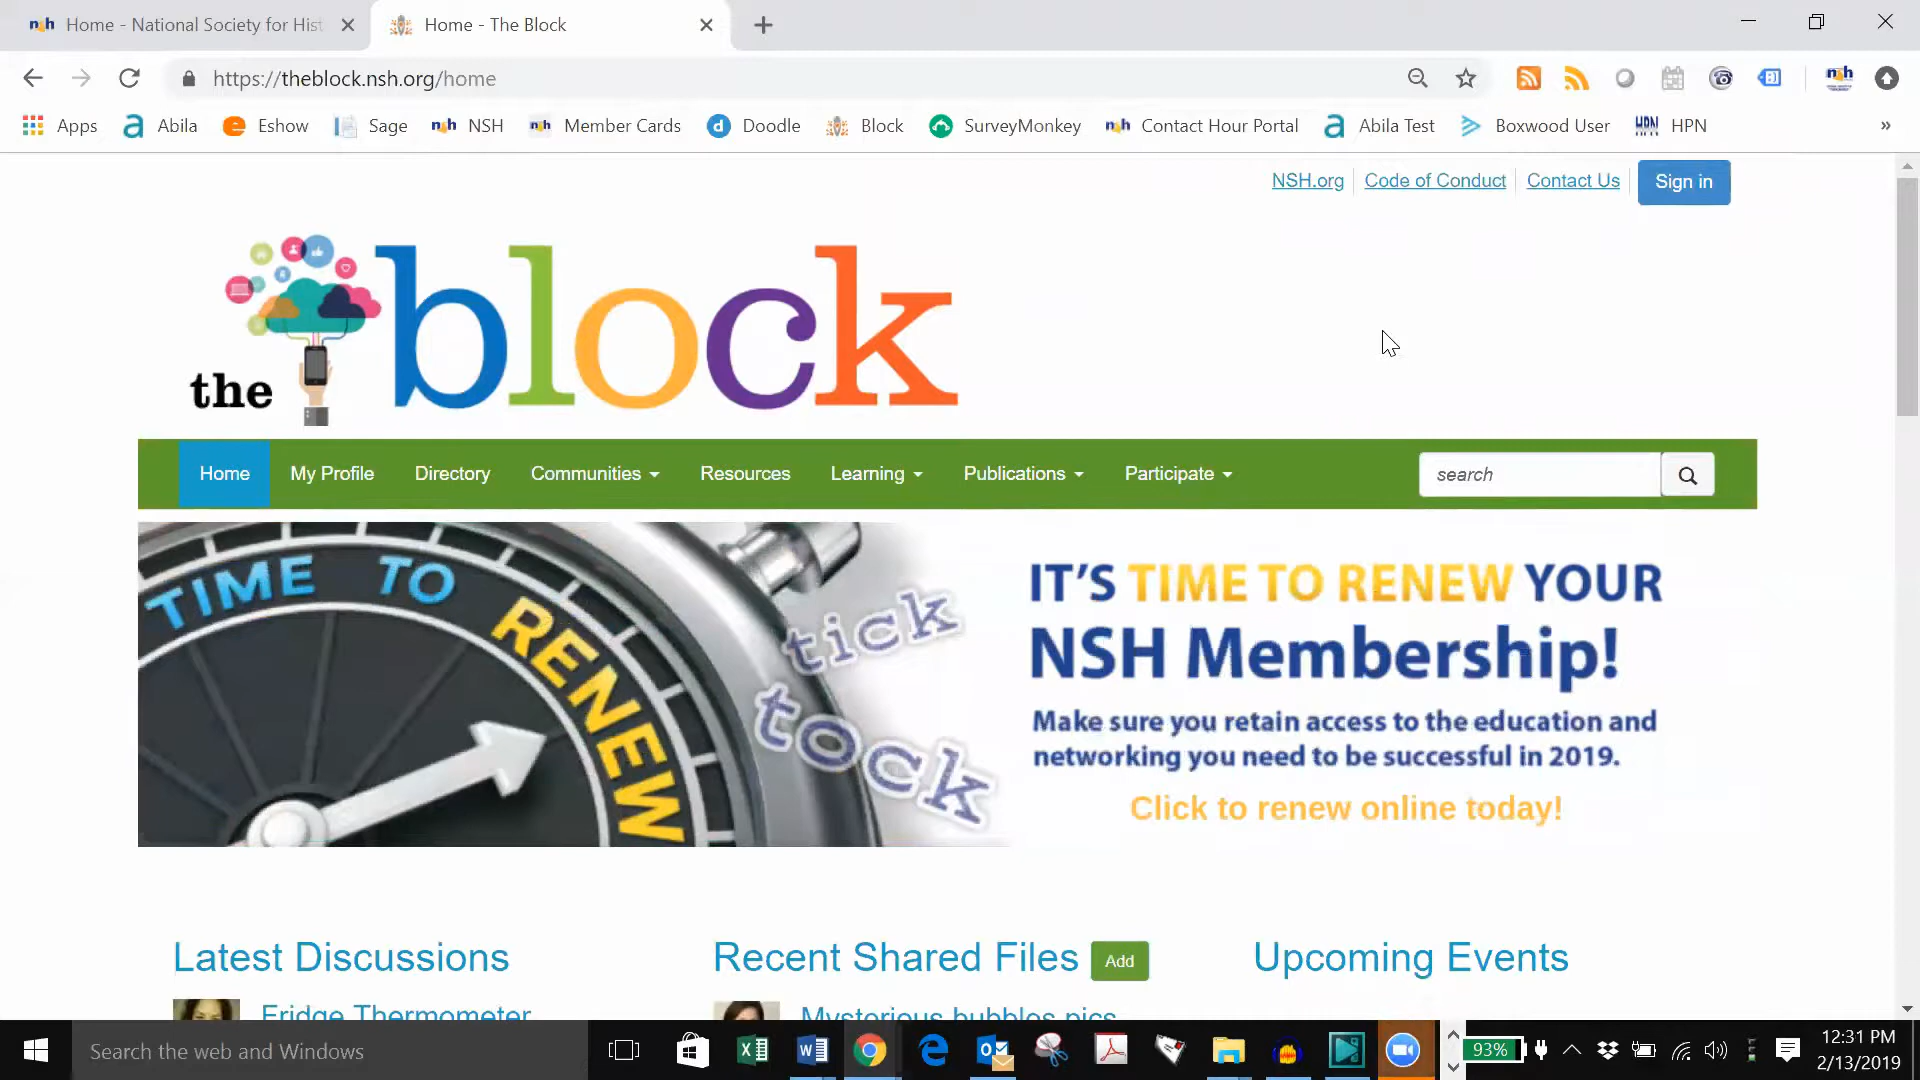 nsh Home - National Society for Hist
Home - The Block
https://theblock.nsh.org/home
Apps
Abila
Eshow
Sage
nsh NSH
nsh Member Cards
Doodle
Block
SurveyMonkey
nsh Contact Hour Portal
Abila Test
Boxwood User
HPN HPN
»
NSH.org
Code of Conduct
Contact Us
Sign in
the block
Home
My Profile
Directory
Communities
Resources
Learning
Publications
Participate
search
TIME TO RENEW
tick
tock
IT'S TIME TO RENEW YOUR
NSH Membership!
Make sure you retain access to the education and
networking you need to be successful in 2019.
Click to renew online today!
Latest Discussions
Recent Shared Files
Add
Upcoming Events
Fridge Thermometer
Mysterious bubbles pics
Search the web and Windows
93%
12:31 PM
2/13/2019